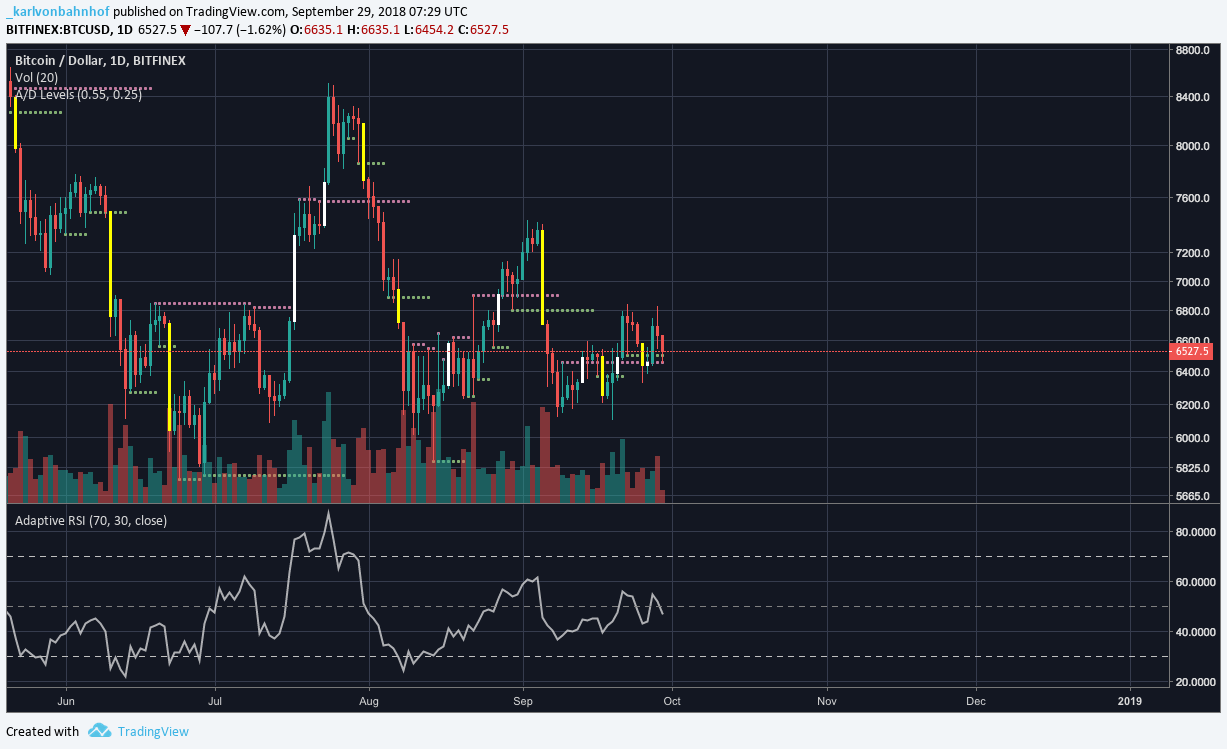 _karlvonbahnhof published on TradingView.com, September 29, 2018 07:29 UTC
BITFINEX:BTCUSD, 1D 6527.5 ▼ −107.7 (−1.62%) O:6635.1 H:6635.1 L:6454.2 C:6527.5
Bitcoin / Dollar, 1D, BITFINEX
Vol (20)
A/D Levels (0.55, 0.25)
8800.0
8400.0
8000.0
7600.0
7200.0
7000.0
6800.0
6600.0
6527.5
6400.0
6200.0
6000.0
5825.0
5665.0
Adaptive RSI (70, 30, close)
80.0000
60.0000
40.0000
20.0000
Jun Jul Aug Sep Oct Nov Dec 2019
Created with TradingView